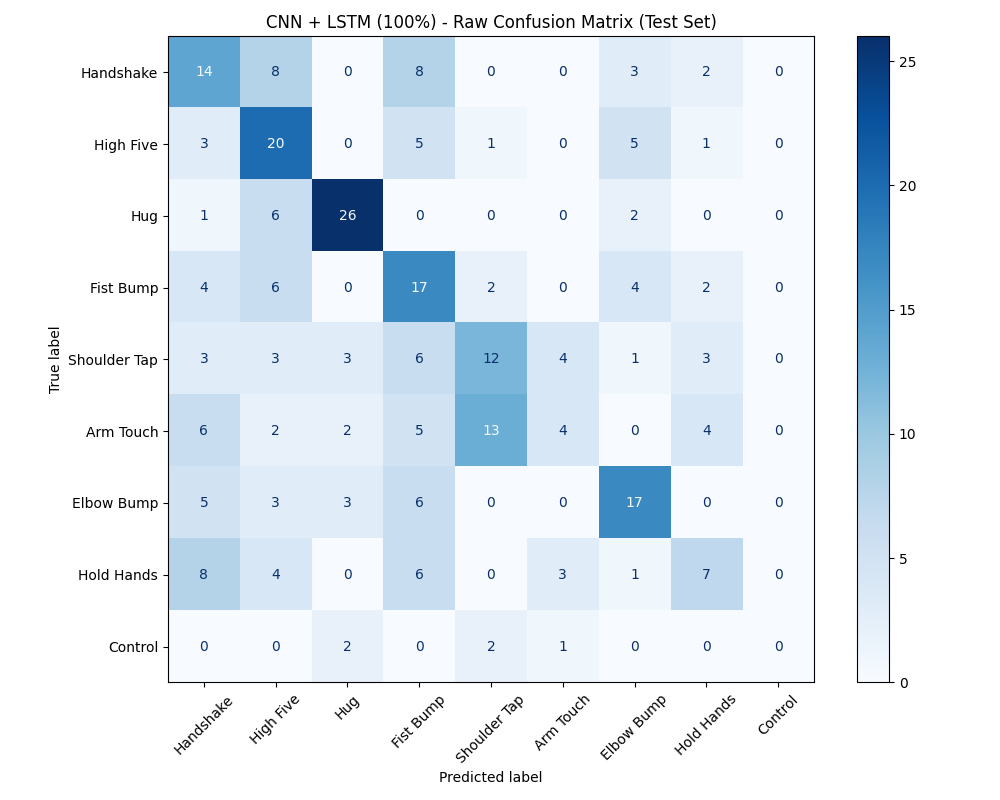 CNN + LSTM (100%) - Raw Confusion Matrix (Test Set)
Handshake 14 8 0 8 0 0 3 2 0
High Five 3 20 0 5 1 0 5 1 0
Hug 1 6 26 0 0 0 2 0 0
Fist Bump 4 6 0 17 2 0 4 2 0
Shoulder Tap 3 3 3 6 12 4 1 3 0
Arm Touch 6 2 2 5 13 4 0 4 0
Elbow Bump 5 3 3 6 0 0 17 0 0
Hold Hands 8 4 0 6 0 3 1 7 0
Control 0 0 2 0 2 1 0 0 0
True label
Handshake High Five Hug Fist Bump Shoulder Tap Arm Touch Elbow Bump Hold Hands Control
Predicted label
25
20
15
10
5
0